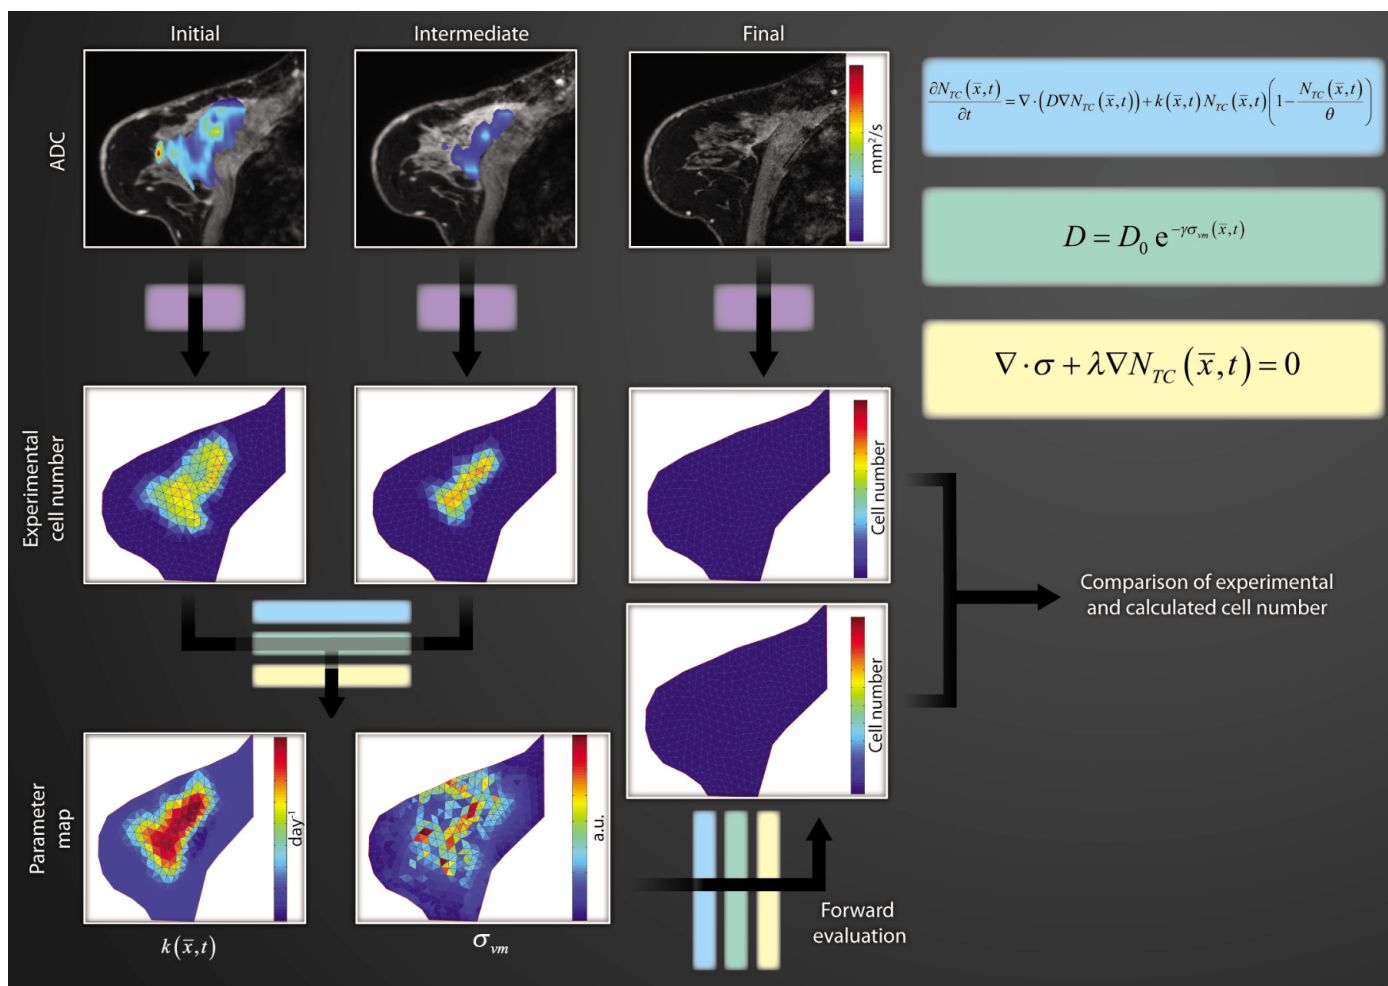 Initial
Intermediate
Final
ADC
mm²/s
∂N_TC(x̄,t)/∂t = ∇·(D∇N_TC(x̄,t)) + k(x̄,t) N_TC(x̄,t) (1 − N_TC(x̄,t)/θ)
D = D₀ e^(−γσ_vm(x̄,t))
∇·σ + λ∇N_TC(x̄,t) = 0
Experimental
cell number
Cell number
Comparison of experimental
and calculated cell number
Cell number
Parameter
map
day⁻¹
a.u.
k(x̄,t)
σ_vm
Forward
evaluation